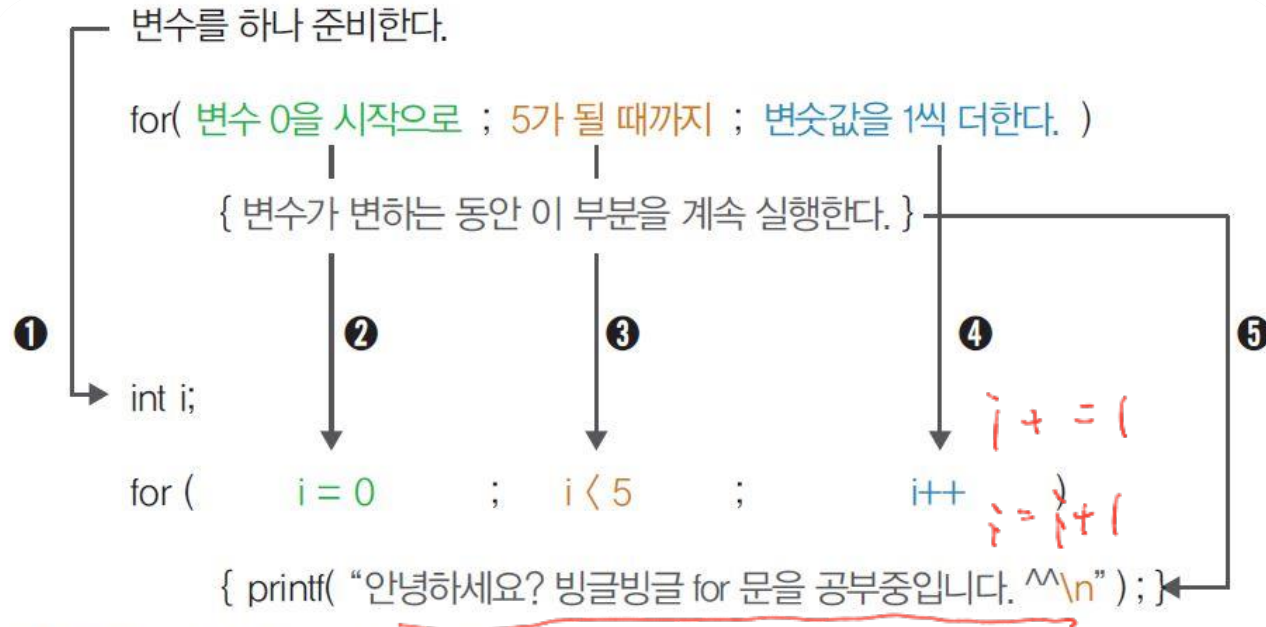 변수를 하나 준비한다.
for( 변수 0을 시작으로 ; 5가 될 때까지 ; 변숫값을 1씩 더한다. )
{ 변수가 변하는 동안 이 부분을 계속 실행한다. }
❶ ❷ ❸ ❹ ❺
int i;
i + = 1
for ( i = 0 ; i < 5 ; i++ )
i = i + 1
{ printf( “안녕하세요? 빙글빙글 for 문을 공부중입니다. ^^\n” ) ; }